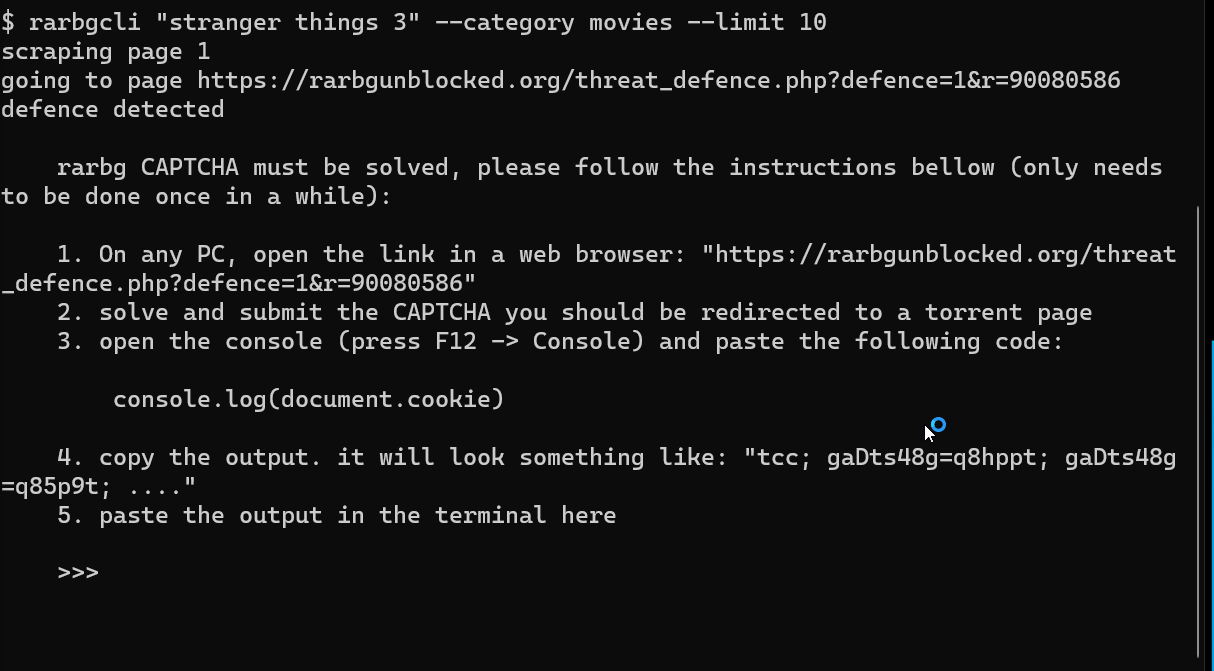 $ rarbgcli "stranger things 3" --category movies --limit 10
scraping page 1
going to page https://rarbgunblocked.org/threat_defence.php?defence=1&r=90080586
defence detected
rarbg CAPTCHA must be solved, please follow the instructions bellow (only needs
to be done once in a while):
1. On any PC, open the link in a web browser: "https://rarbgunblocked.org/threat
_defence.php?defence=1&r=90080586"
2. solve and submit the CAPTCHA you should be redirected to a torrent page
3. open the console (press F12 -> Console) and paste the following code:
console.log(document.cookie)
4. copy the output. it will look something like: "tcc; gaDts48g=q8hppt; gaDts48g
=q85p9t; ...."
5. paste the output in the terminal here
>>>